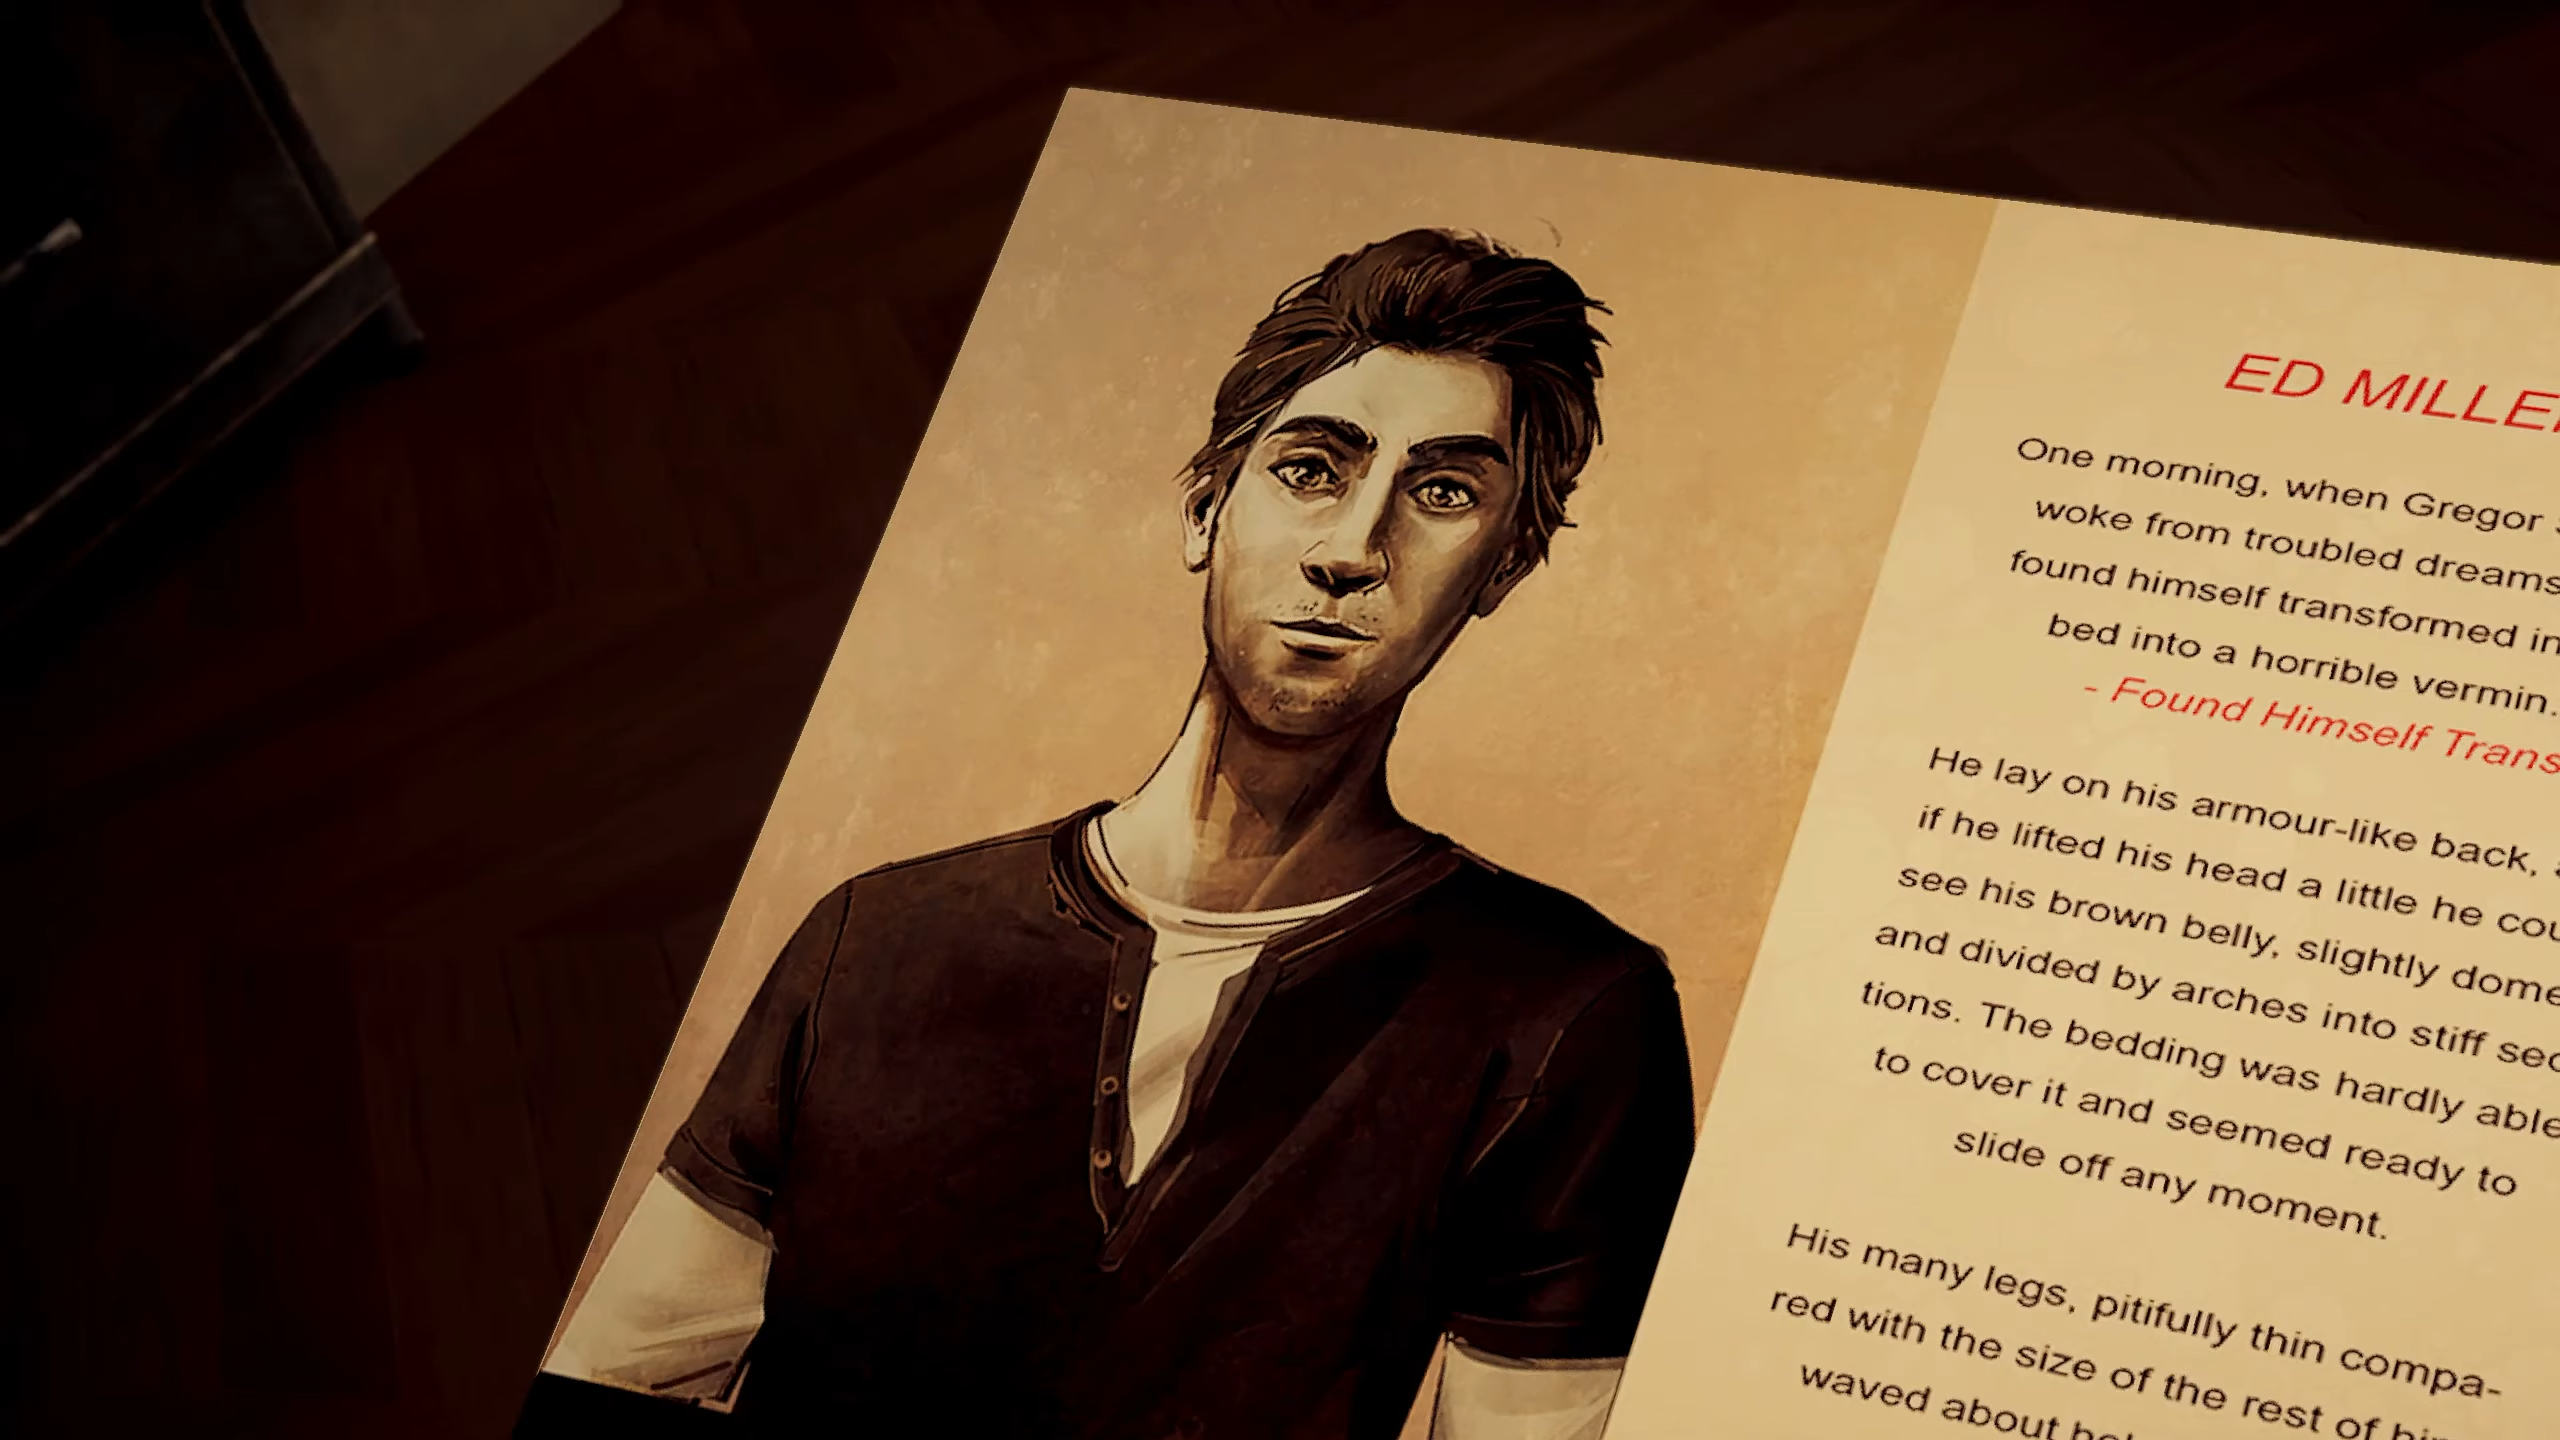 ED MILLE
One morning, when Gregor
woke from troubled dreams
found himself transformed in
bed into a horrible vermin.
- Found Himself Trans
He lay on his armour-like back,
if he lifted his head a little he cou
see his brown belly, slightly dome
and divided by arches into stiff sec
tions. The bedding was hardly able
to cover it and seemed ready to
slide off any moment.
His many legs, pitifully thin compa-
red with the size of the rest of
waved about